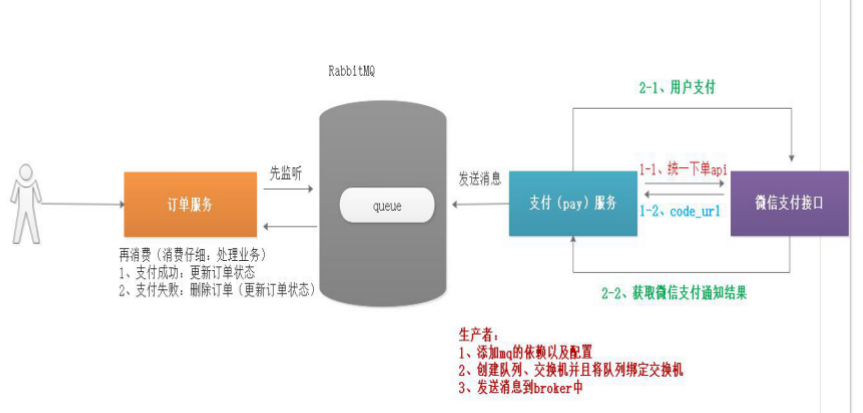 RabbitMQ
2-1、用户支付
先监听
发送消息
1-1、统一下单api
订单服务
queue
支付（pay）服务
微信支付接口
1-2、code_url
再消费（消费仔细：处理业务）
1、支付成功：更新订单状态
2、支付失败：删除订单（更新订单状态）
2-2、获取微信支付通知结果
生产者：
1、添加mq的依赖以及配置
2、创建队列、交换机并且将队列绑定交换机
3、发送消息到broker中